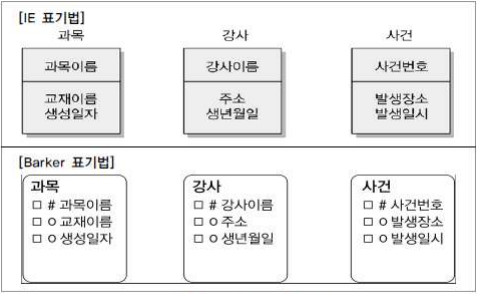 [IE 표기법]
과목 강사 사건
과목이름 강사이름 사건번호
교재이름 주소 발생장소
생성일자 생년월일 발생일시
[Barker 표기법]
과목 강사 사건
□ # 과목이름 □ # 강사이름 □ # 사건번호
□ o 교재이름 □ o 주소 □ o 발생장소
□ o 생성일자 □ o 생년월일 □ o 발생일시